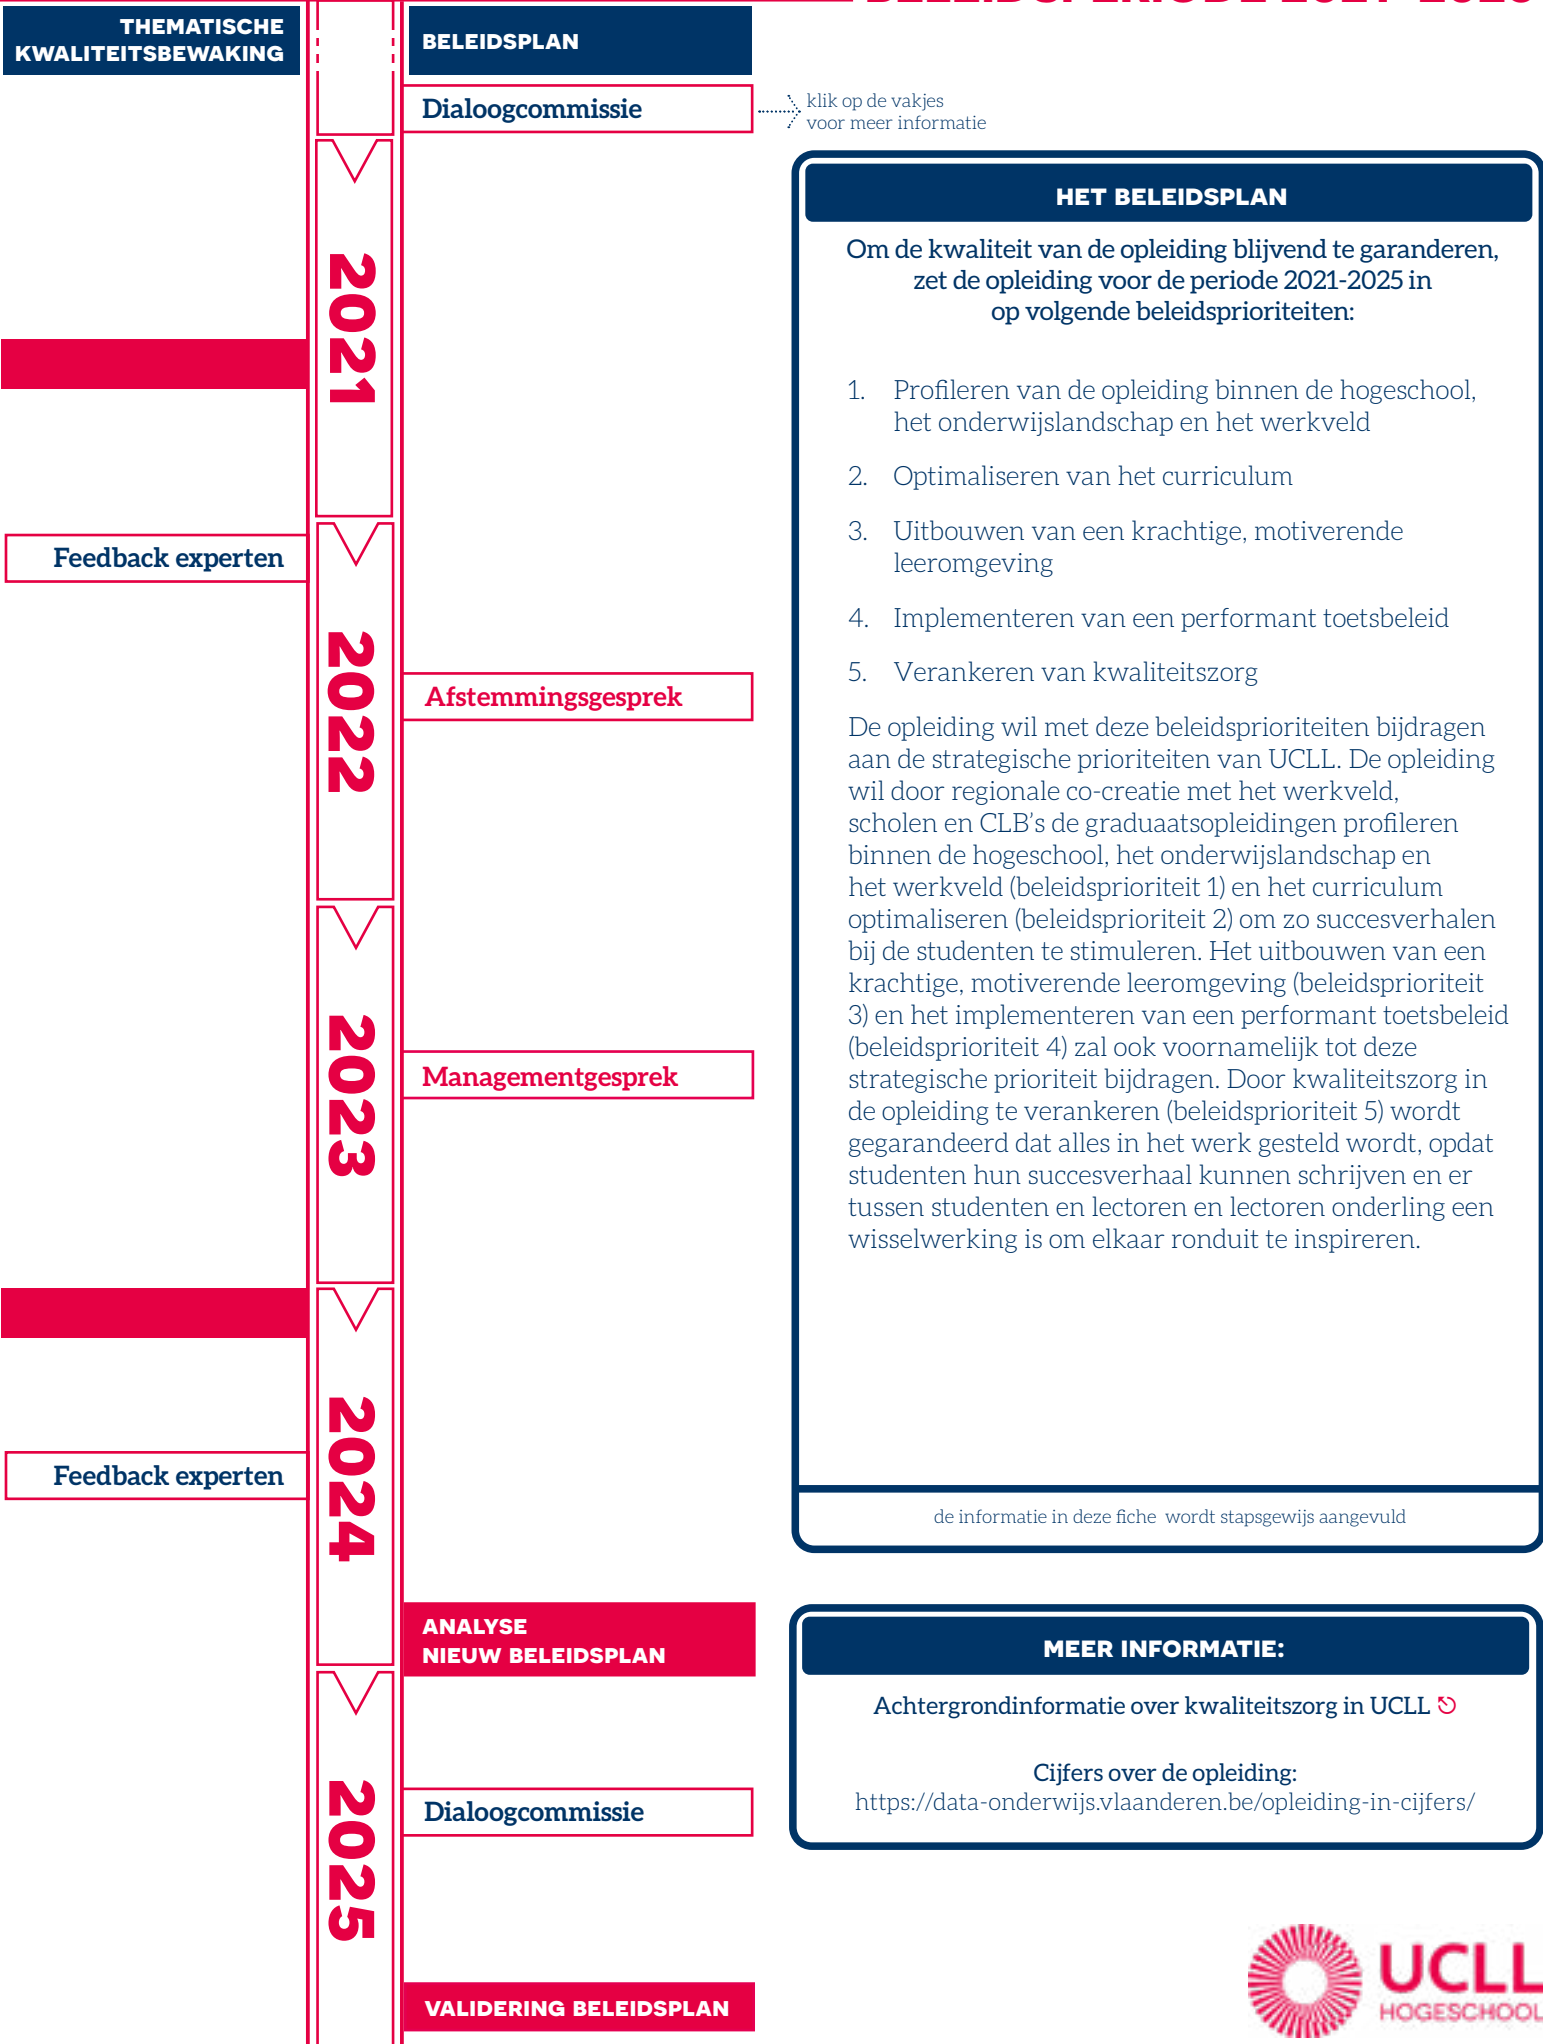 THEMATISCHE
KWALITEITSBEWAKING
BELEIDSPLAN
Dialoogcommissie
klik op de vakjes
voor meer informatie
2021
Feedback experten
2022
Afstemmingsgesprek
2023
Managementgesprek
2024
Feedback experten
ANALYSE
NIEUW BELEIDSPLAN
2025
Dialoogcommissie
VALIDERING BELEIDSPLAN
HET BELEIDSPLAN
Om de kwaliteit van de opleiding blijvend te garanderen,
zet de opleiding voor de periode 2021-2025 in
op volgende beleidsprioriteiten:
1. Profileren van de opleiding binnen de hogeschool,
het onderwijslandschap en het werkveld
2. Optimaliseren van het curriculum
3. Uitbouwen van een krachtige, motiverende
leeromgeving
4. Implementeren van een performant toetsbeleid
5. Verankeren van kwaliteitszorg
De opleiding wil met deze beleidsprioriteiten bijdragen
aan de strategische prioriteiten van UCLL. De opleiding
wil door regionale co-creatie met het werkveld,
scholen en CLB's de graduaatsopleidingen profileren
binnen de hogeschool, het onderwijslandschap en
het werkveld (beleidsprioriteit 1) en het curriculum
optimaliseren (beleidsprioriteit 2) om zo succesverhalen
bij de studenten te stimuleren. Het uitbouwen van een
krachtige, motiverende leeromgeving (beleidsprioriteit
3) en het implementeren van een performant toetsbeleid
(beleidsprioriteit 4) zal ook voornamelijk tot deze
strategische prioriteit bijdragen. Door kwaliteitszorg in
de opleiding te verankeren (beleidsprioriteit 5) wordt
gegarandeerd dat alles in het werk gesteld wordt, opdat
studenten hun succesverhaal kunnen schrijven en er
tussen studenten en lectoren en lectoren onderling een
wisselwerking is om elkaar ronduit te inspireren.
de informatie in deze fiche wordt stapsgewijs aangevuld
MEER INFORMATIE:
Achtergrondinformatie over kwaliteitszorg in UCLL
Cijfers over de opleiding:
https://data-onderwijs.vlaanderen.be/opleiding-in-cijfers/
UCLL
HOGESCHOOL